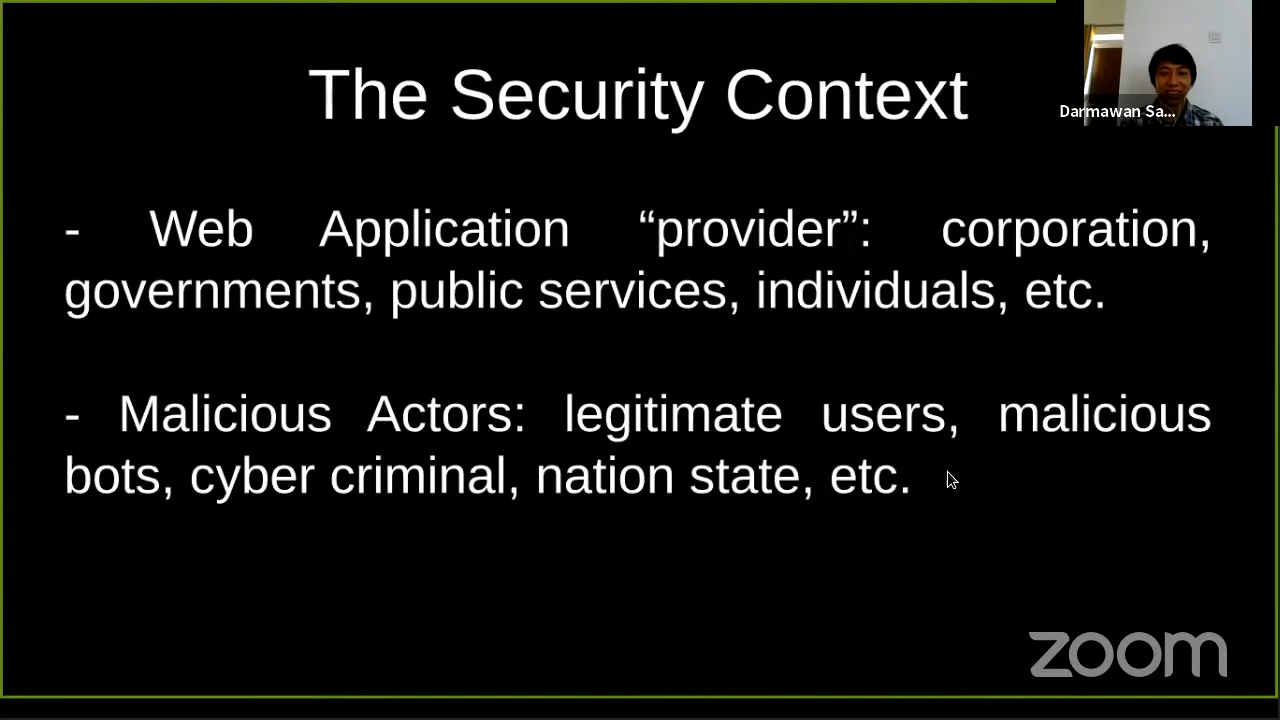 The Security Context
Darmawan Sa...
- Web Application “provider”: corporation,
governments, public services, individuals, etc.
- Malicious Actors: legitimate users, malicious
bots, cyber criminal, nation state, etc.
zoom